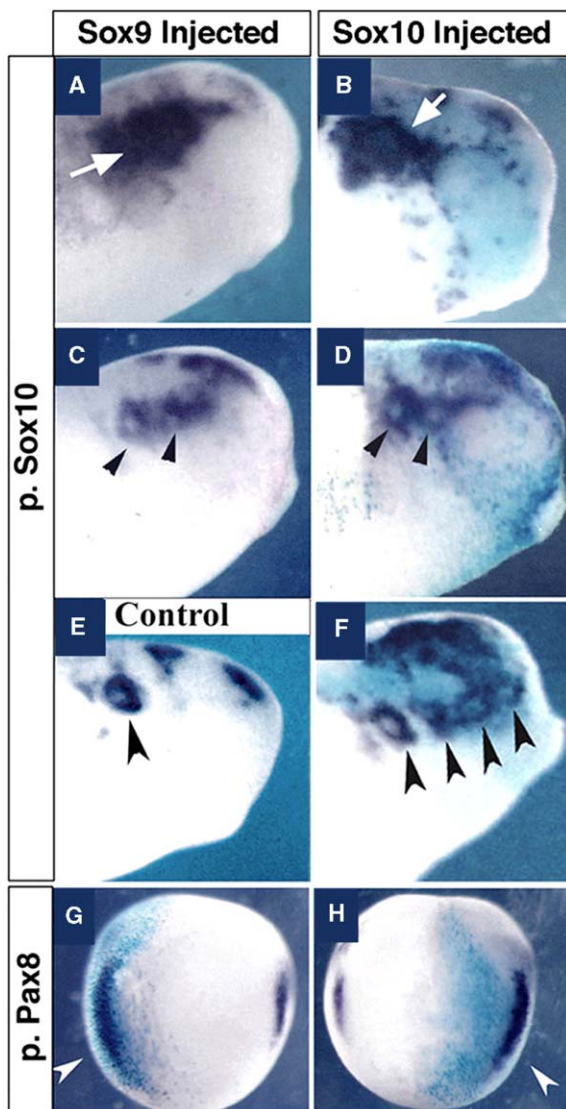 Sox9 Injected
Sox10 Injected
p. Sox10
A
B
C
D
E
Control
F
p. Pax8
G
H